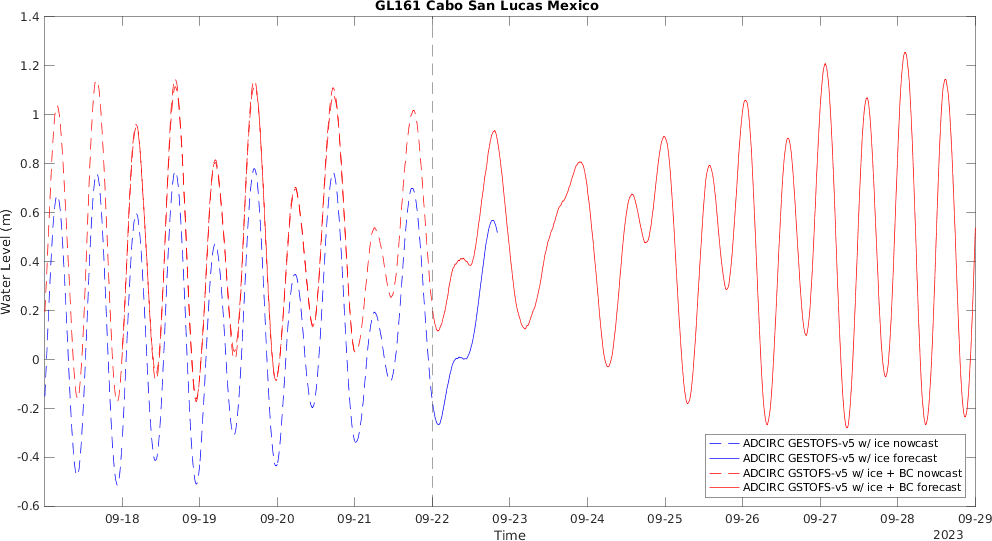 GL161 Cabo San Lucas Mexico
1.4
1.2
1
0.8
0.6
0.4
0.2
0
-0.2
-0.4
-0.6
Water Level (m)
ADCIRC GESTOFS-v5 w/ ice nowcast
ADCIRC GESTOFS-v5 w/ ice forecast
ADCIRC GSTOFS-v5 w/ ice + BC nowcast
ADCIRC GSTOFS-v5 w/ ice + BC forecast
09-18 09-19 09-20 09-21 09-22 09-23 09-24 09-25 09-26 09-27 09-28 09-29
Time
2023